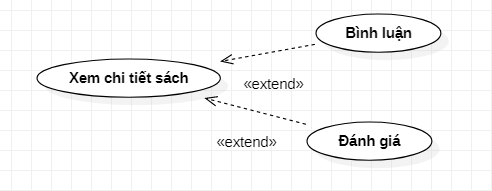 Bình luận
Xem chi tiết sách
«extend»
«extend»
Đánh giá